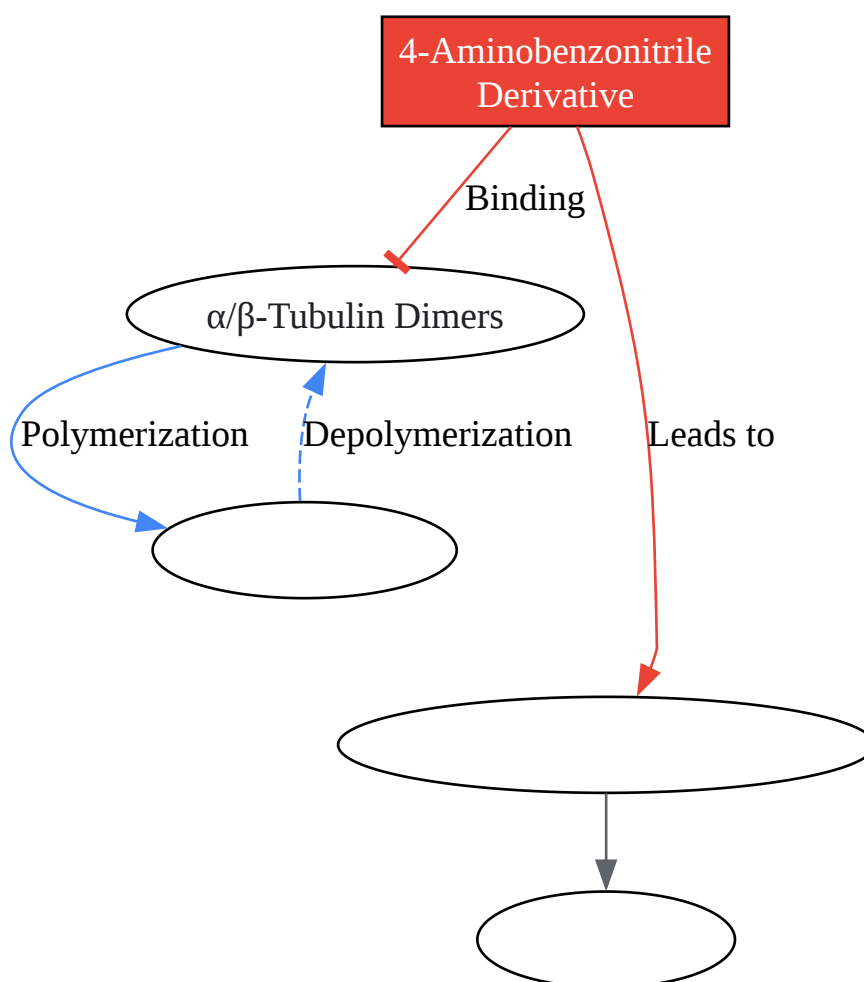 4-Aminobenzonitrile
Derivative
Binding
α/β-Tubulin Dimers
Polymerization
Depolymerization
Leads to